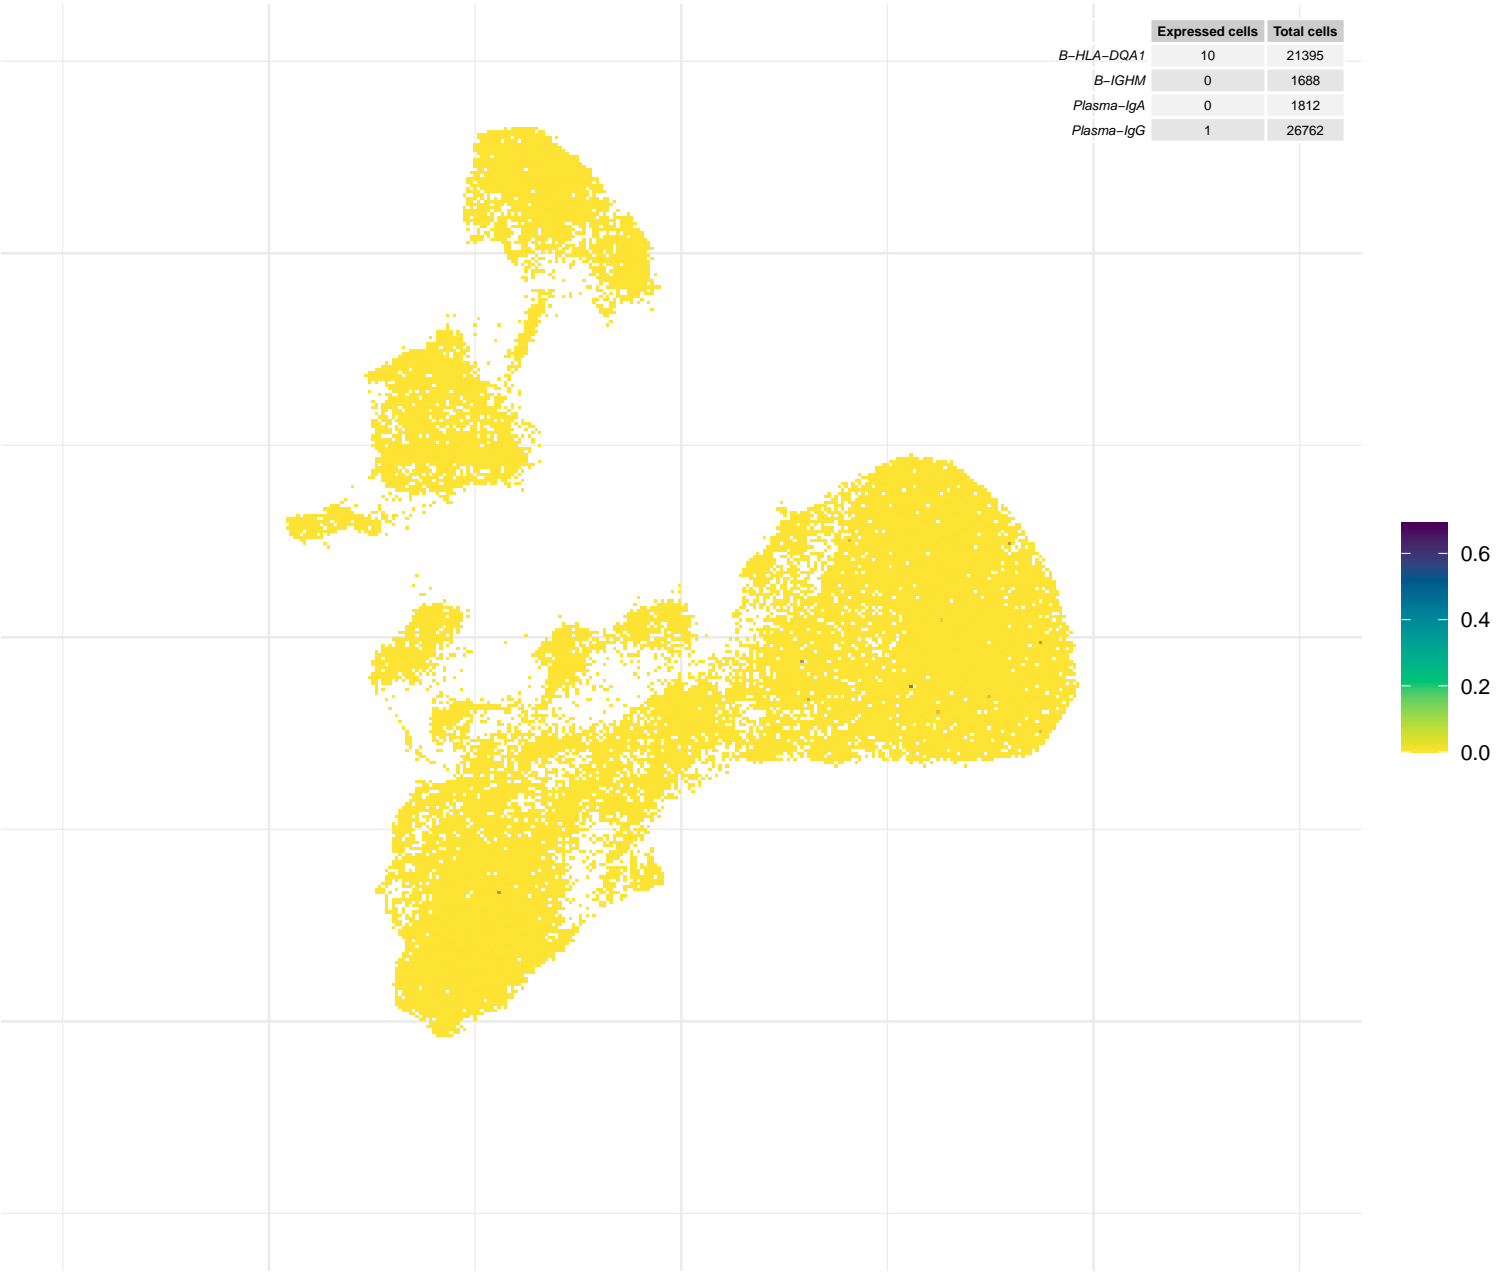 Expressed cells Total cells
B−HLA−DQA1 10 21395
B−IGHM 0 1688
Plasma−IgA 0 1812
Plasma−IgG 1 26762
0.6
0.4
0.2
0.0